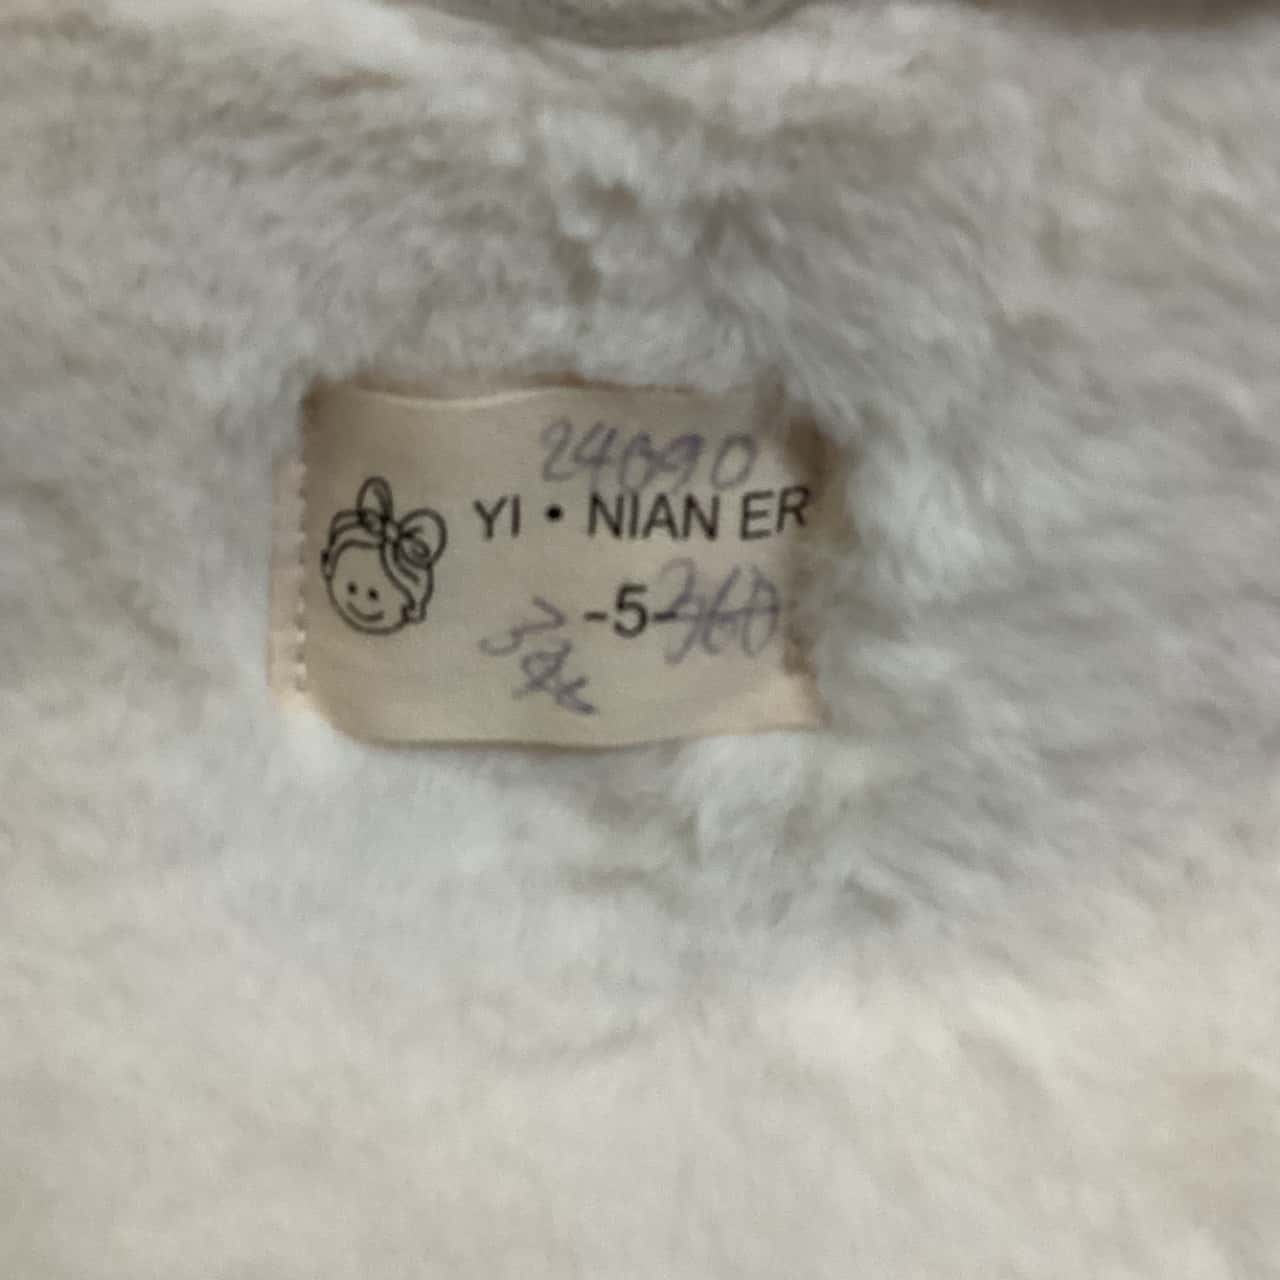 24090
YI • NIAN ER
-5-
360